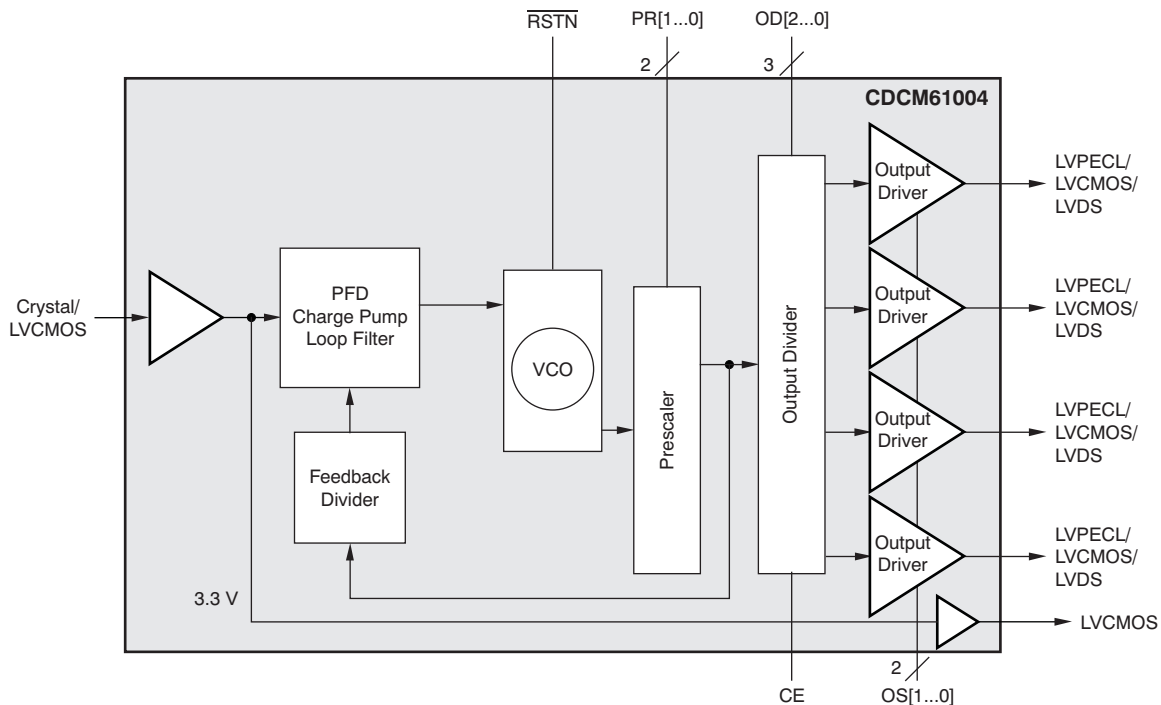 RSTN
PR[1...0]
OD[2...0]
2
3
CDCM61004
Output
Driver
LVPECL/
LVCMOS/
LVDS
Output
Driver
LVPECL/
LVCMOS/
LVDS
Crystal/
LVCMOS
PFD
Charge Pump
Loop Filter
VCO
Prescaler
Output Divider
Output
Driver
LVPECL/
LVCMOS/
LVDS
Feedback
Divider
Output
Driver
LVPECL/
LVCMOS/
LVDS
3.3 V
LVCMOS
2
CE
OS[1...0]